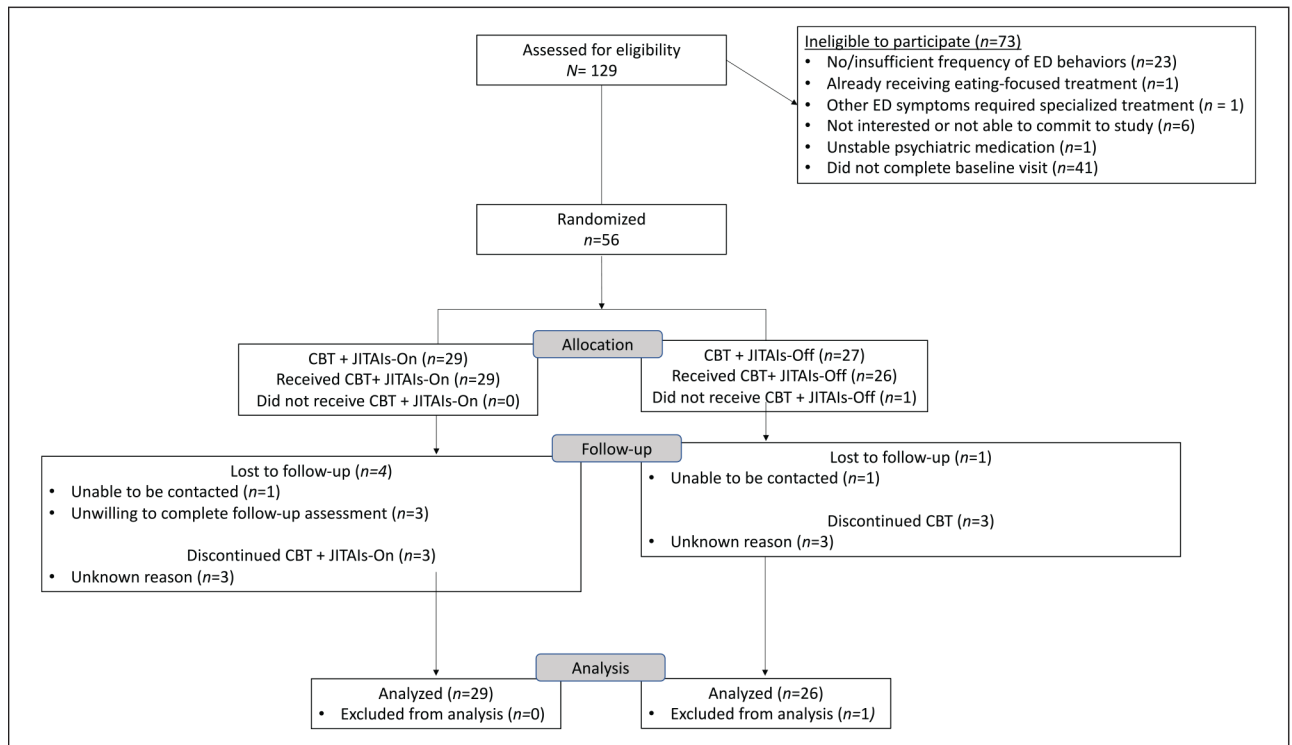 Assessed for eligibility
N= 129
Ineligible to participate (n=73)
• No/insufficient frequency of ED behaviors (n=23)
• Already receiving eating-focused treatment (n=1)
• Other ED symptoms required specialized treatment (n = 1)
• Not interested or not able to commit to study (n=6)
• Unstable psychiatric medication (n=1)
• Did not complete baseline visit (n=41)
Randomized
n=56
Allocation
CBT + JITAIs-On (n=29)
Received CBT+ JITAIs-On (n=29)
Did not receive CBT + JITAIs-On (n=0)
CBT + JITAIs-Off (n=27)
Received CBT+ JITAIs-Off (n=26)
Did not receive CBT + JITAIs-Off (n=1)
Follow-up
Lost to follow-up (n=4)
• Unable to be contacted (n=1)
• Unwilling to complete follow-up assessment (n=3)
Discontinued CBT + JITAIs-On (n=3)
• Unknown reason (n=3)
Lost to follow-up (n=1)
• Unable to be contacted (n=1)
Discontinued CBT (n=3)
• Unknown reason (n=3)
Analysis
Analyzed (n=29)
• Excluded from analysis (n=0)
Analyzed (n=26)
• Excluded from analysis (n=1)